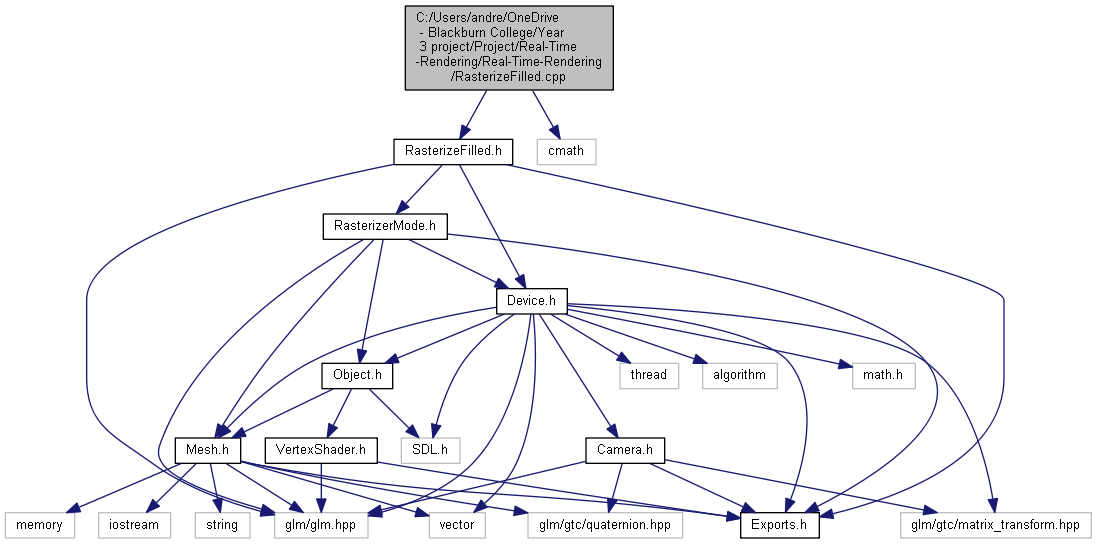 C:/Users/andre/OneDrive
- Blackburn College/Year
3 project/Project/Real-Time
-Rendering/Real-Time-Rendering
/RasterizeFilled.cpp
RasterizeFilled.h
cmath
RasterizerMode.h
Device.h
Object.h
thread
algorithm
math.h
Mesh.h
VertexShader.h
SDL.h
Camera.h
memory
iostream
string
glm/glm.hpp
vector
glm/gtc/quaternion.hpp
Exports.h
glm/gtc/matrix_transform.hpp